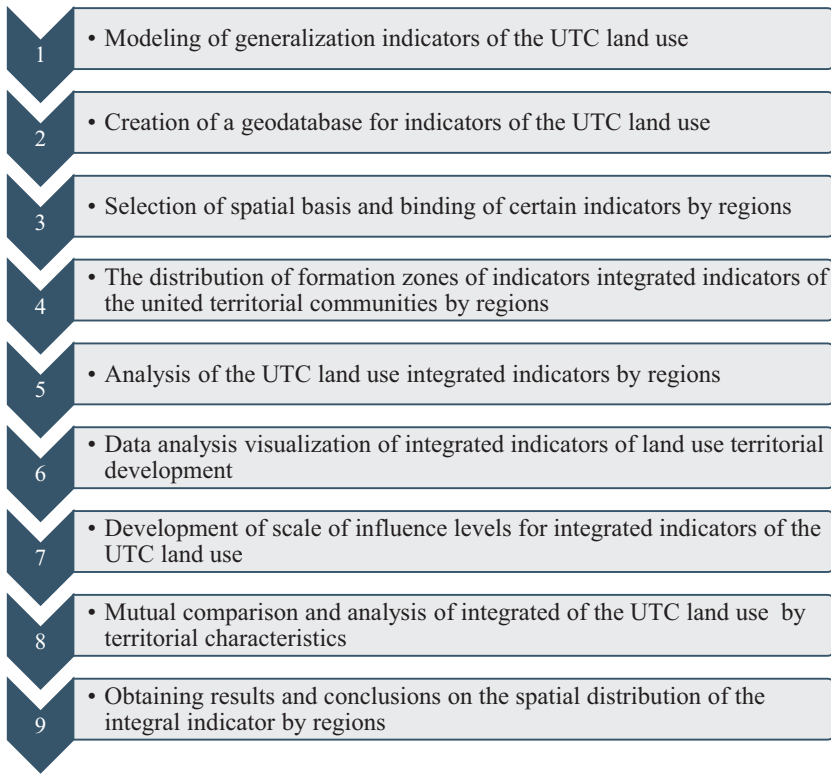 1
• Modeling of generalization indicators of the UTC land use
2
• Creation of a geodatabase for indicators of the UTC land use
3
• Selection of spatial basis and binding of certain indicators by regions
4
• The distribution of formation zones of indicators integrated indicators of
the united territorial communities by regions
5
• Analysis of the UTC land use integrated indicators by regions
6
• Data analysis visualization of integrated indicators of land use territorial
development
7
• Development of scale of influence levels for integrated indicators of the
UTC land use
8
• Mutual comparison and analysis of integrated of the UTC land use by
territorial characteristics
9
• Obtaining results and conclusions on the spatial distribution of the
integral indicator by regions